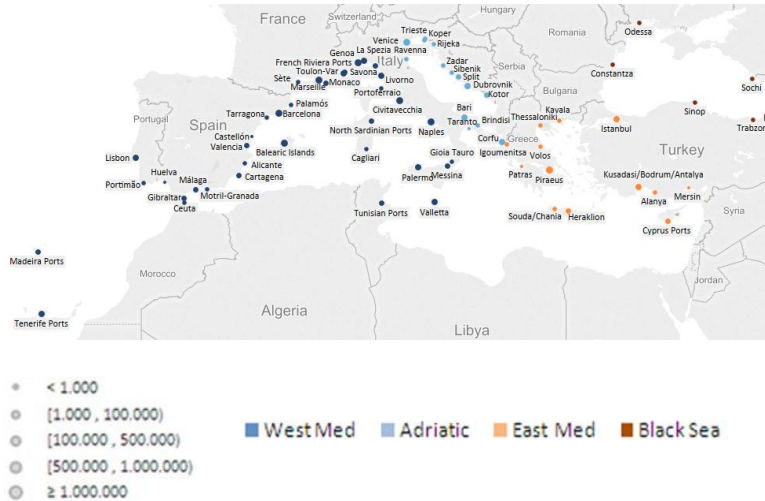 France
Switzerland
Hungary
Romania
Serbia
Bulgaria
Italy
Portugal
Spain
Greece
Turkey
Syria
Jordan
Morocco
Algeria
Libya
Trieste
Koper
Venice
Rijeka
Ravenna
Genoa
La Spezia
French Riviera Ports
Savona
Toulon-Var
Monaco
Livorno
Sète
Marseille
Portoferraio
Zadar
Sibenik
Split
Dubrovnik
Kotor
Civitavecchia
Palamós
Tarragona
Barcelona
Bari
Brindisi
Taranto
North Sardinian Ports
Naples
Castellón
Valencia
Balearic Islands
Corfu
Igoumenitsa
Thessaloniki
Kavala
Volos
Patras
Piraeus
Istanbul
Odessa
Constantza
Sochi
Sinop
Trabzon
Lisbon
Huelva
Portimão
Málaga
Alicante
Cartagena
Gibraltar
Motril-Granada
Ceuta
Cagliari
Gioia Tauro
Palermo
Messina
Tunisian Ports
Valletta
Souda/Chania
Heraklion
Kusadasi/Bodrum/Antalya
Alanya
Mersin
Cyprus Ports
Madeira Ports
Tenerife Ports
< 1.000
[1.000 , 100.000)
[100.000 , 500.000)
[500.000 , 1.000.000)
≥ 1.000.000
West Med
Adriatic
East Med
Black Sea